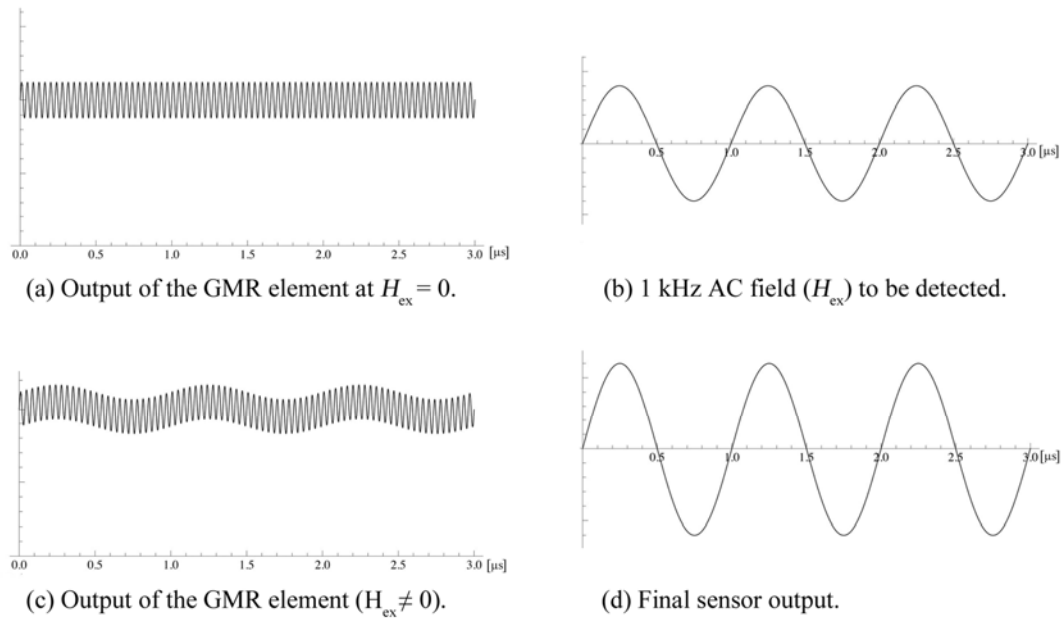 0.0 0.5 1.0 1.5 2.0 2.5 3.0 [μs]
(a) Output of the GMR element at H_ex = 0.
0.5 1.0 1.5 2.0 2.5 3.0 [μs]
(b) 1 kHz AC field (H_ex) to be detected.
0.0 0.5 1.0 1.5 2.0 2.5 3.0 [μs]
(c) Output of the GMR element (H_ex ≠ 0).
0.5 1.0 1.5 2.0 2.5 3.0 [μs]
(d) Final sensor output.